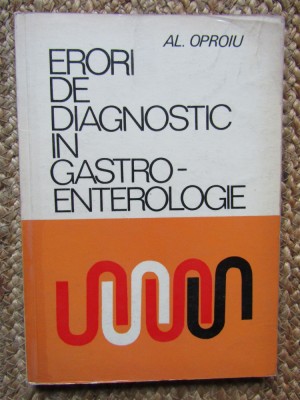 AL. OPROIU
ERORI
DE
DIAGNOSTIC
IN
GASTRO-
ENTEROLOGIE